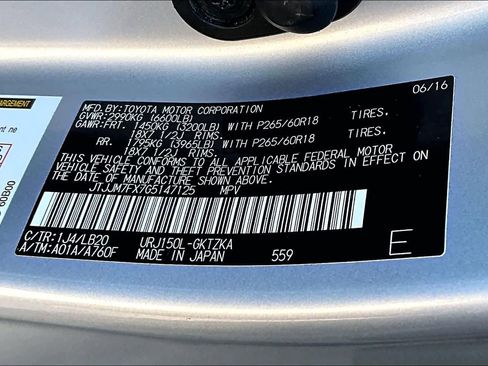 MFD. BY: TOYOTA MOTOR CORPORATION 06/16
GVWR: 2990KG (6600LB)
GAWR:FRT. 1450KG (3200LB) WITH P265/60R18 TIRES,
18X7 1/2J RIMS.
RR. 1795KG (3965LB) WITH P265/60R18 TIRES,
18X7 1/2J RIMS.
THIS VEHICLE CONFORMS TO ALL APPLICABLE FEDERAL MOTOR
VEHICLE SAFETY AND THEFT PREVENTION STANDARDS IN EFFECT ON
THE DATE OF MANUFACTURE SHOWN ABOVE.
JTJJM7FX7G5147125 MPV
C/TR:1J4/LB20 URJ150L-GKTZKA
A/TM:A01A/A760F MADE IN JAPAN 559 E